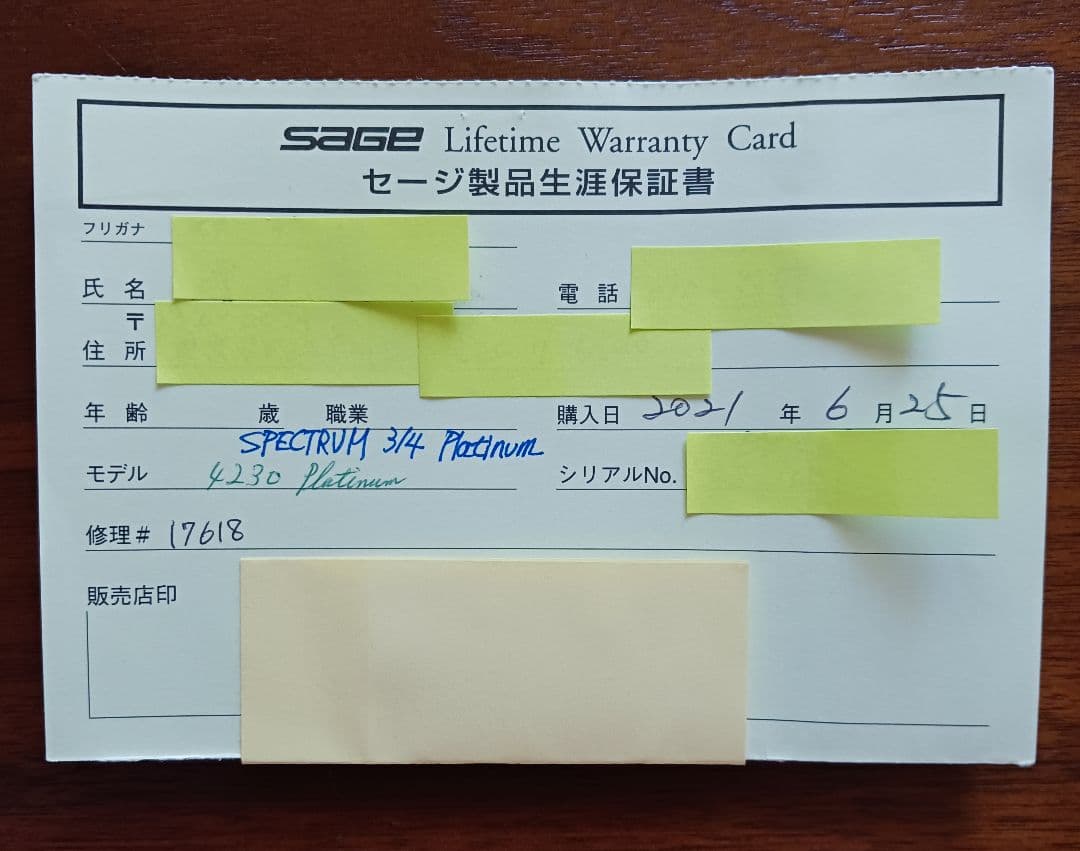 SAGE Lifetime Warranty Card
セージ製品生涯保証書
フリガナ
氏 名
電 話
〒
住 所
年 齢 歳 職業
購入日 2021 年 6 月 25 日
SPECTRUM 3/4 Platinum
モデル 4230 Platinum
シリアルNo.
修理# 17618
販売店印